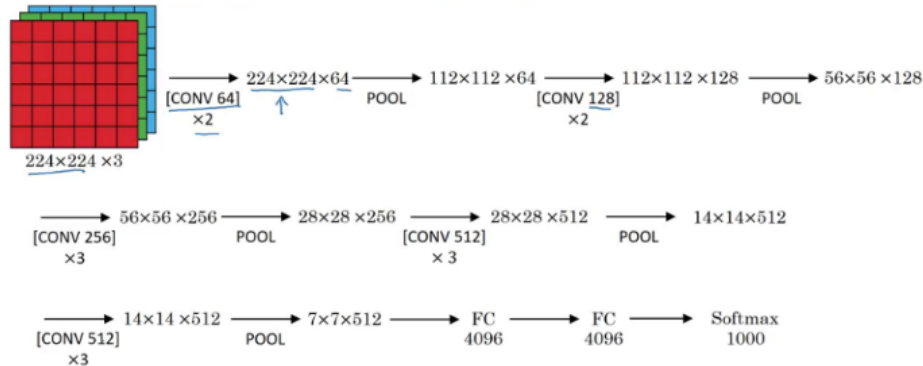 224×224×64 112×112 ×64 112×112 ×128 56×56 ×128
[CONV 64] POOL [CONV 128] POOL
×2 ×2
224×224 ×3
56×56 ×256 28×28 ×256 28×28 ×512 14×14×512
[CONV 256] POOL [CONV 512] POOL
×3 × 3
14×14 ×512 7×7×512 FC FC Softmax
[CONV 512] POOL 4096 4096 1000
×3